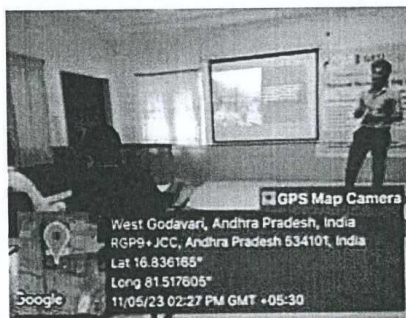 GPS Map Camera
West Godavari, Andhra Pradesh, India
RGP9+JCC, Andhra Pradesh 534101, India
Lat 16.836165°
Long 81.517605°
11/05/23 02:27 PM GMT +05:30
Google